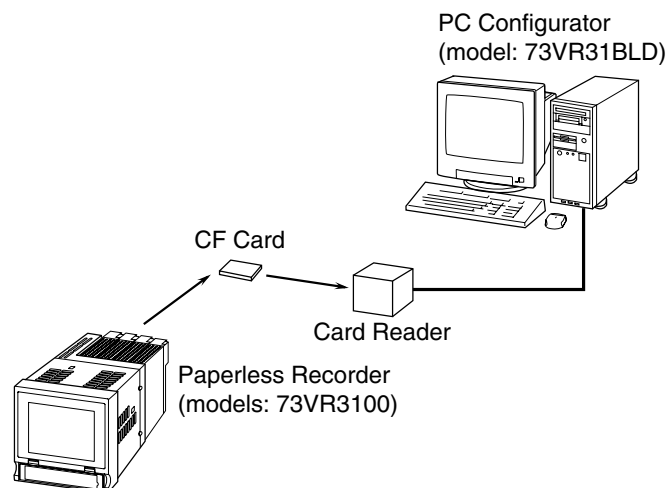 PC Configurator
(model: 73VR31BLD)
CF Card
Card Reader
Paperless Recorder
(models: 73VR3100)